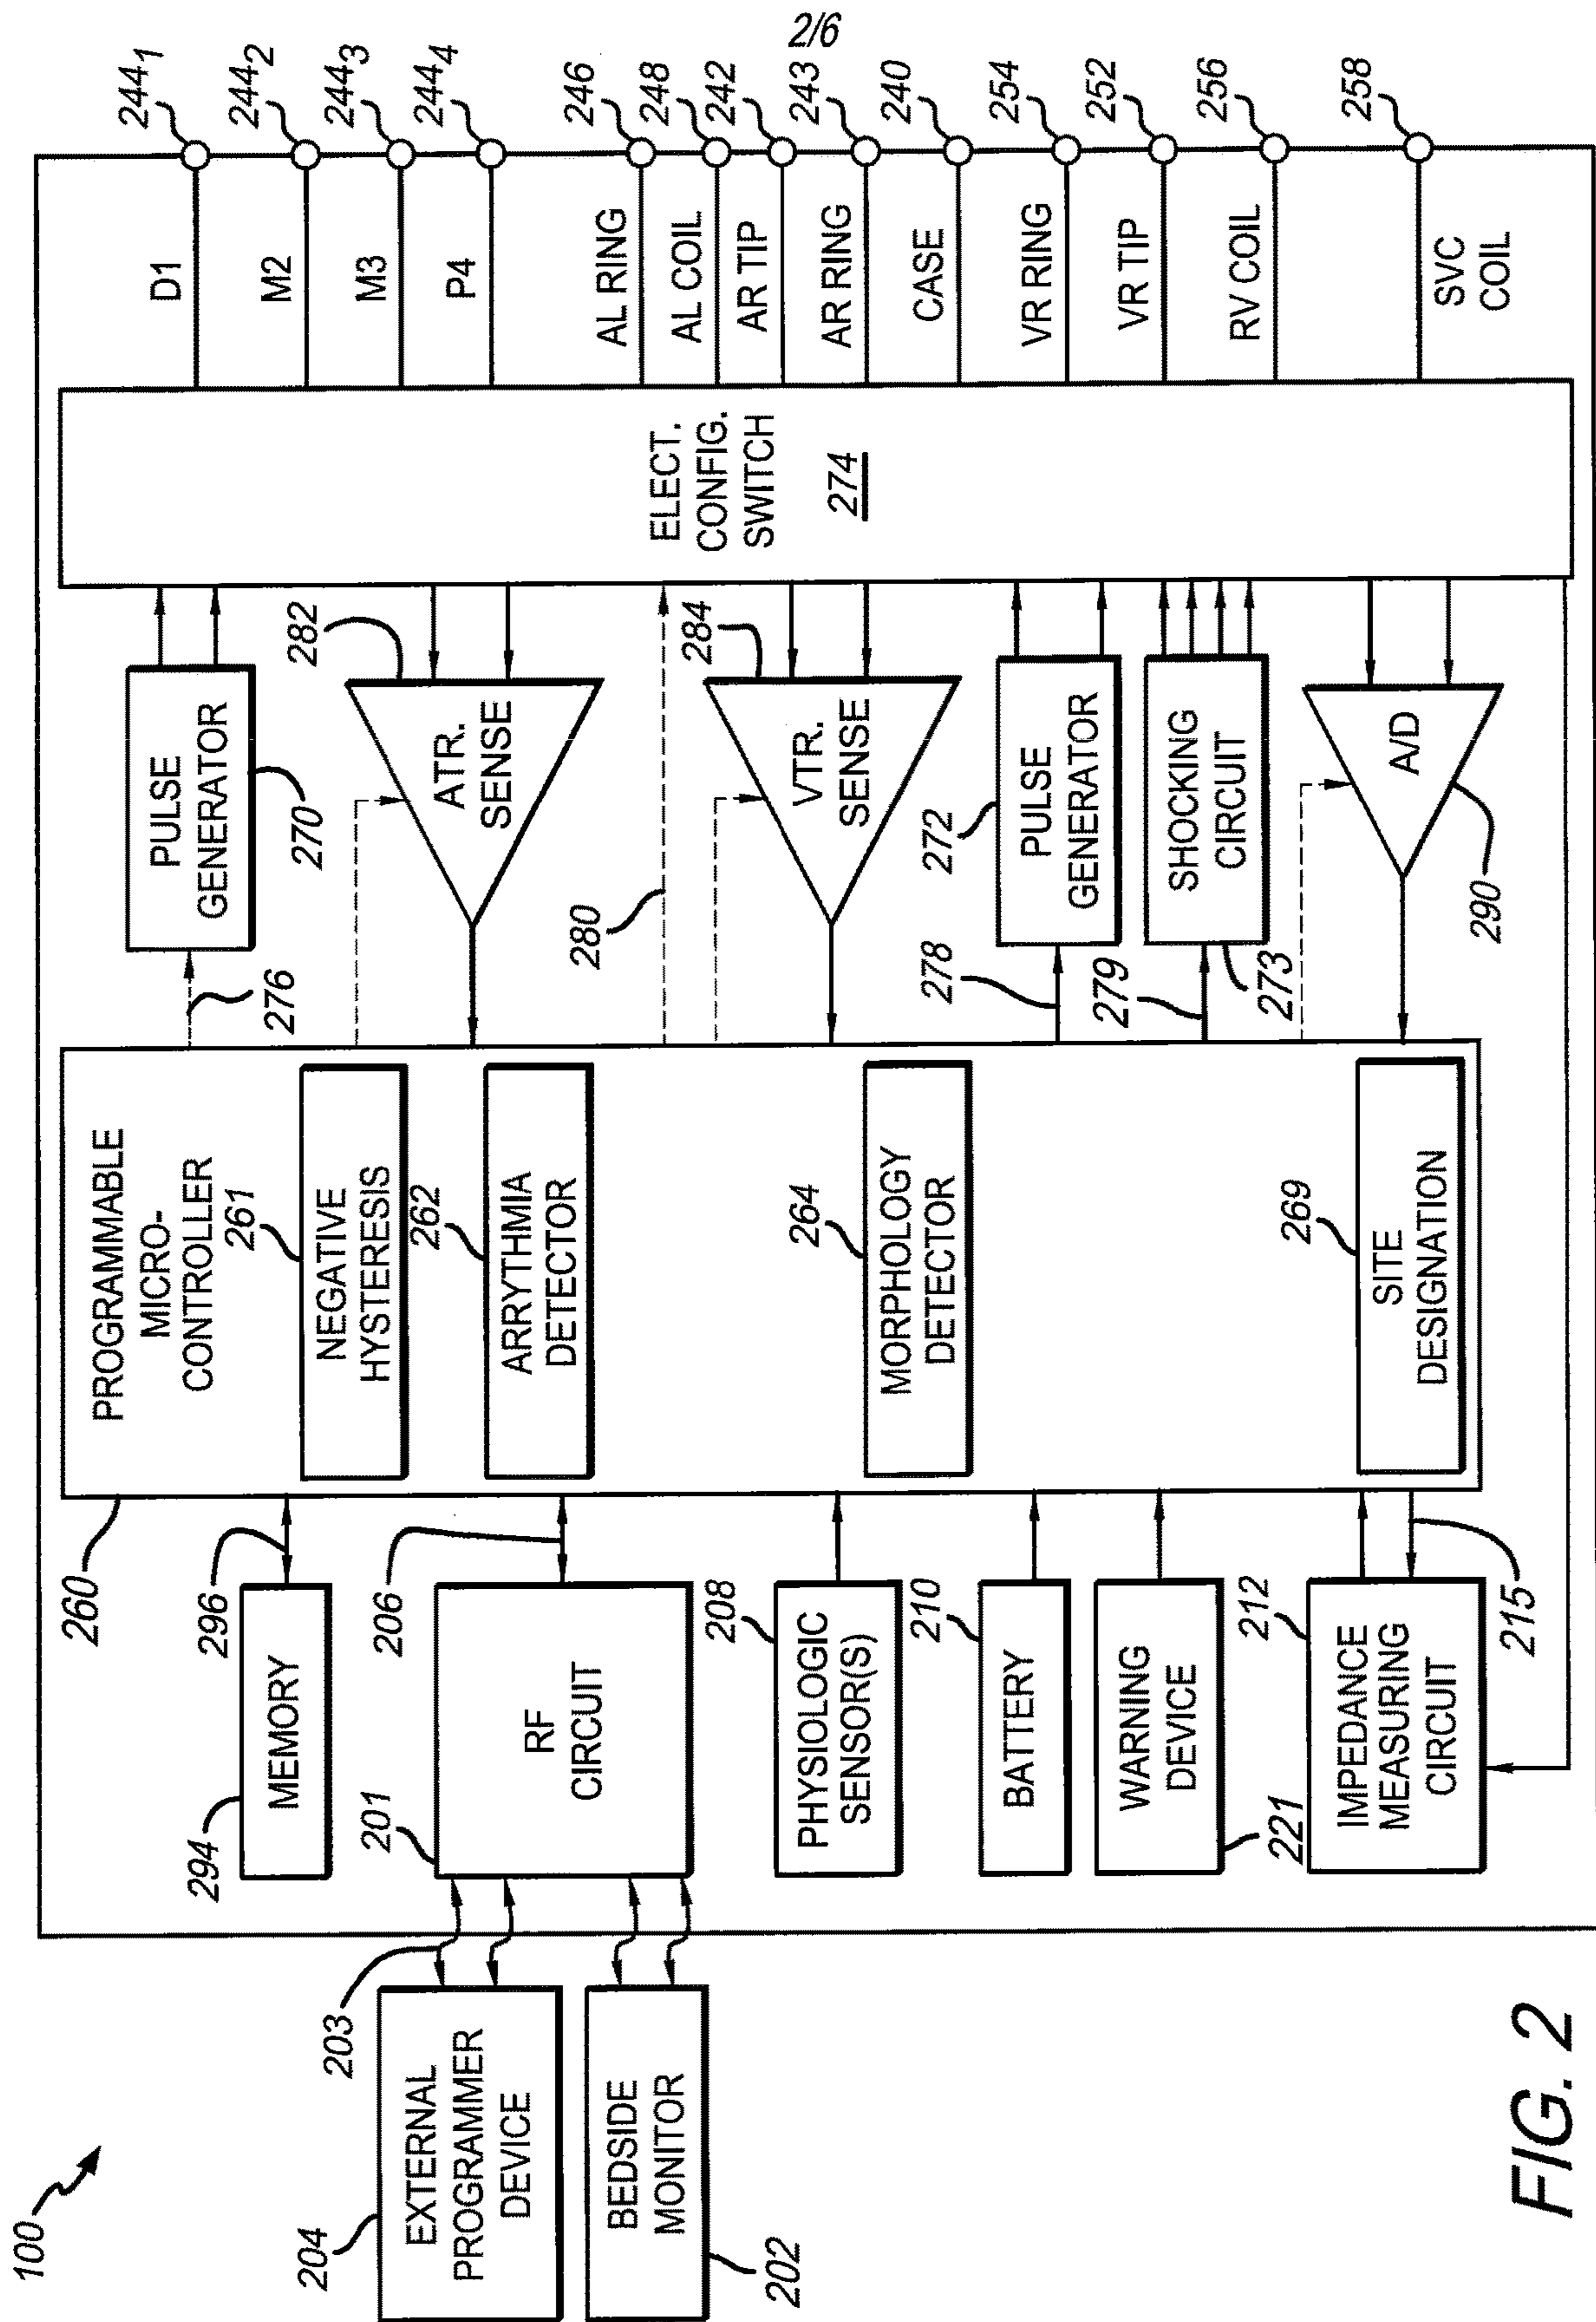 2/6
100
204
EXTERNAL
PROGRAMMER
DEVICE
203
BEDSIDE
MONITOR
202
294
MEMORY
296
260
201
RF
CIRCUIT
206
208
PHYSIOLOGIC
SENSOR(S)
210
BATTERY
WARNING
DEVICE
221
212
IMPEDANCE
MEASURING
CIRCUIT
215
PROGRAMMABLE
MICRO-
CONTROLLER
261
NEGATIVE
HYSTERESIS
262
ARRYTHMIA
DETECTOR
264
MORPHOLOGY
DETECTOR
269
SITE
DESIGNATION
276
PULSE
GENERATOR
270
282
ATR.
SENSE
280
284
VTR.
SENSE
278
272
PULSE
GENERATOR
279
SHOCKING
CIRCUIT
273
A/D
290
ELECT.
CONFIG.
SWITCH
274
D1
244₁
M2
244₂
M3
244₃
P4
244₄
AL RING
246
AL COIL
248
AR TIP
242
AR RING
243
CASE
240
VR RING
254
VR TIP
252
RV COIL
256
SVC
COIL
258
FIG. 2